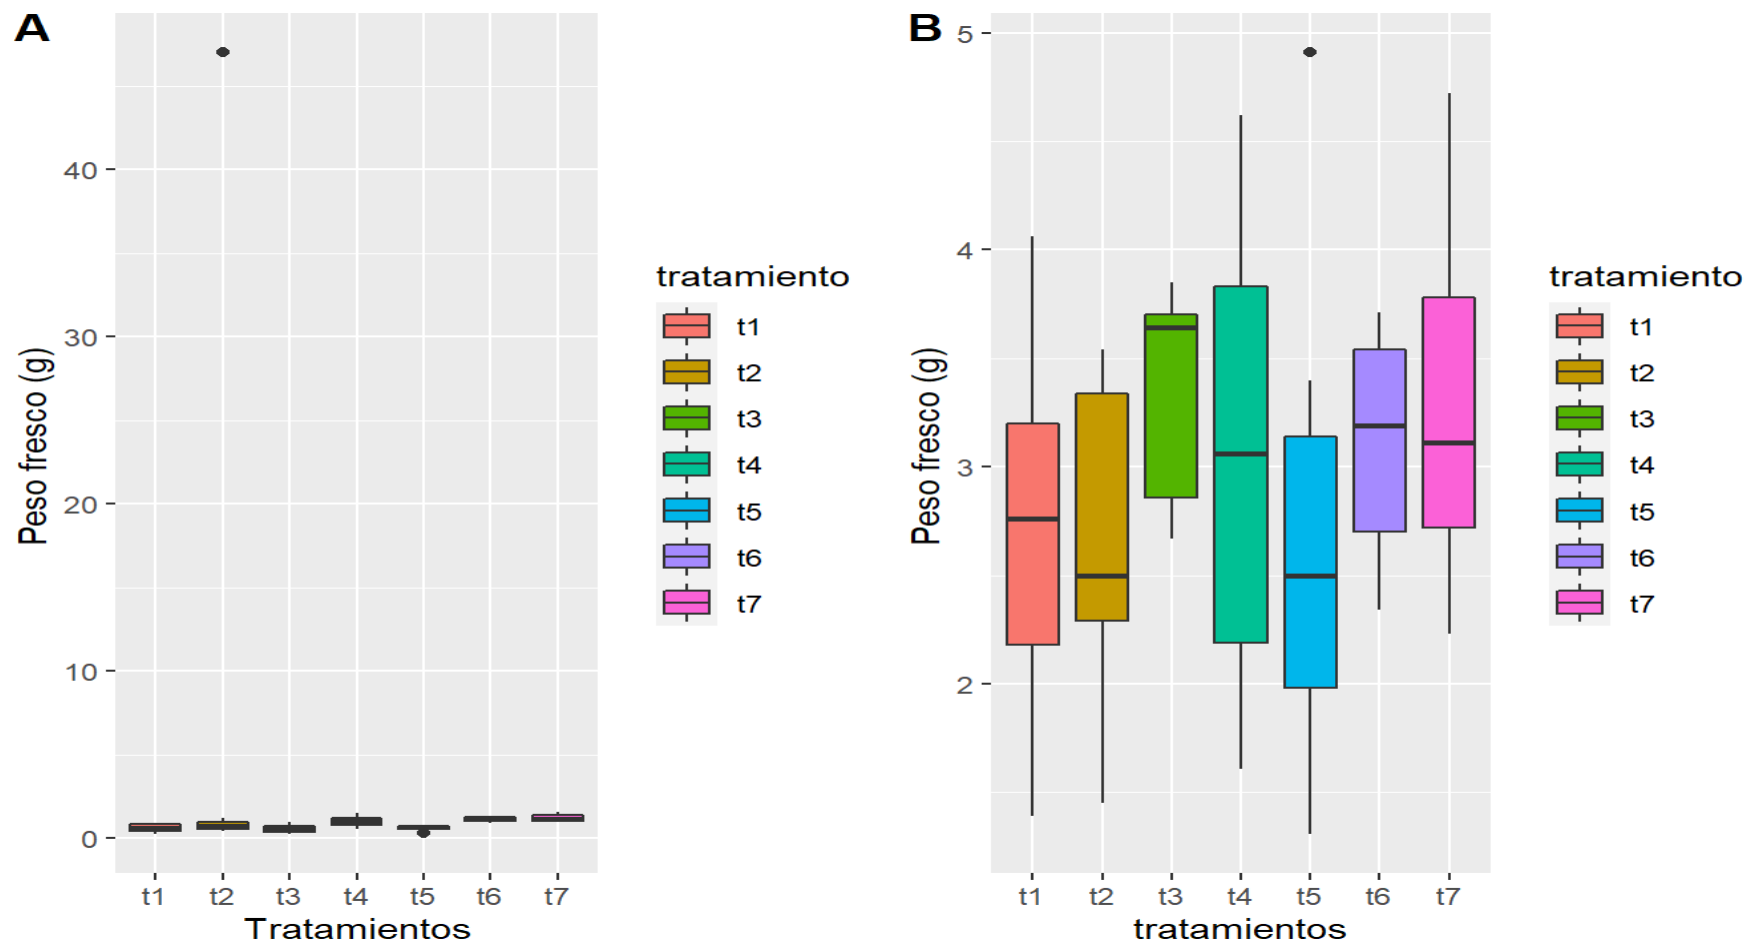 A
Peso fresco (g)
40
30
20
10
0
t1 t2 t3 t4 t5 t6 t7
Tratamientos
tratamiento
t1
t2
t3
t4
t5
t6
t7
B
Peso fresco (g)
5
4
3
2
t1 t2 t3 t4 t5 t6 t7
tratamientos
tratamiento
t1
t2
t3
t4
t5
t6
t7